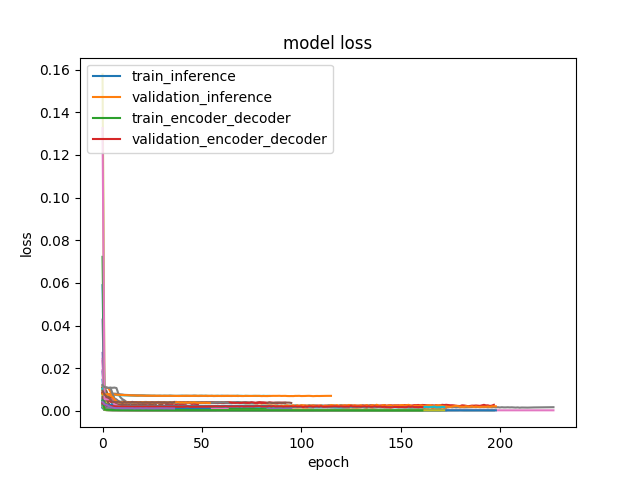 model loss
loss
0.16
0.14
0.12
0.10
0.08
0.06
0.04
0.02
0.00
train_inference
validation_inference
train_encoder_decoder
validation_encoder_decoder
0 50 100 150 200
epoch